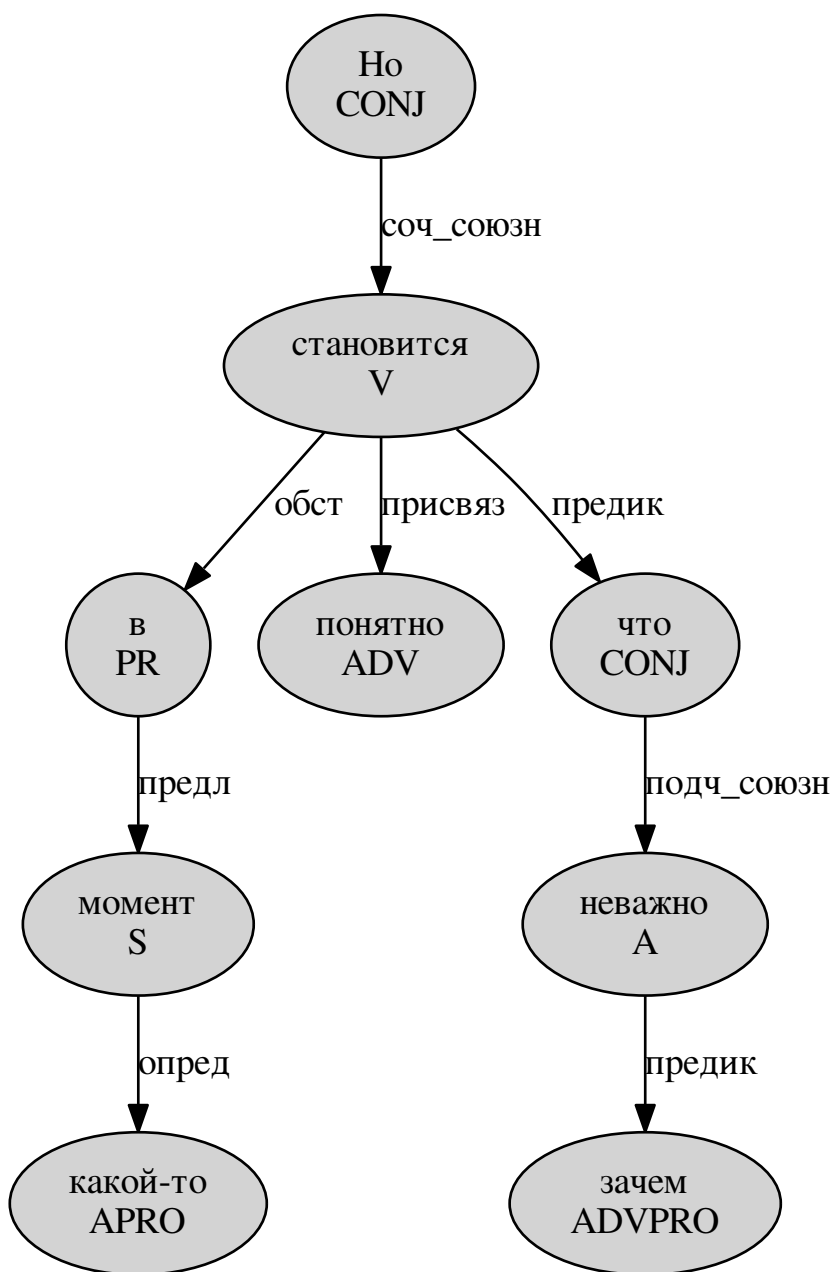 Но
CONJ
соч_союзн
становится
V
обст
присвяз
предик
в
PR
понятно
ADV
что
CONJ
предл
подч_союзн
момент
S
неважно
A
опред
предик
какой-то
APRO
зачем
ADVPRO